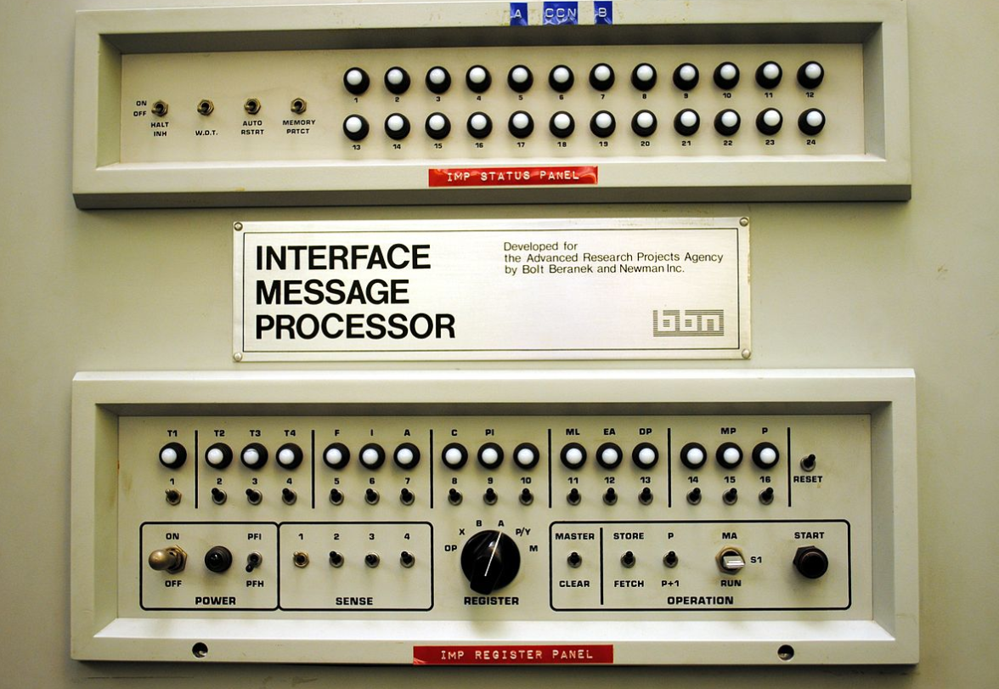 A CCN B
1 2 3 4 5 6 7 8 9 10 11 12
ON
OFF
HALT
INH
W.D.T.
AUTO
RSTRT
MEMORY
PRTCT
13 14 15 16 17 18 19 20 21 22 23 24
IMP STATUS PANEL
INTERFACE
MESSAGE
PROCESSOR
Developed for
the Advanced Research Projects Agency
by Bolt Beranek and Newman Inc.
bbn
T1 T2 T3 T4 F I A C PI ML EA OP MP P
1 2 3 4 5 6 7 8 9 10 11 12 13 14 15 16
RESET
ON
OFF
PFI
PFH
POWER
1 2 3 4
SENSE
OP X B A P/Y M
REGISTER
MASTER
CLEAR
STORE
FETCH
P
P+1
MA
S1
RUN
START
OPERATION
IMP REGISTER PANEL